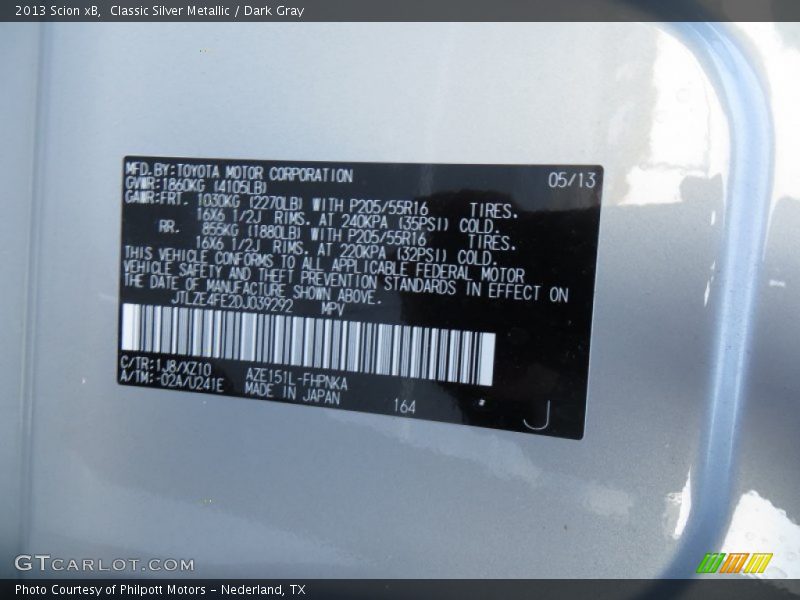 2013 Scion xB, Classic Silver Metallic / Dark Gray
MFD.BY:TOYOTA MOTOR CORPORATION 05/13
GVWR:1860KG (4105LB)
GAWR:FRT. 1030KG (2270LB) WITH P205/55R16 TIRES.
16X6 1/2J RIMS. AT 240KPA (35PSI) COLD.
RR. 855KG (1880LB) WITH P205/55R16 TIRES.
16X6 1/2J RIMS. AT 220KPA (32PSI) COLD.
THIS VEHICLE CONFORMS TO ALL APPLICABLE FEDERAL MOTOR
VEHICLE SAFETY AND THEFT PREVENTION STANDARDS IN EFFECT ON
THE DATE OF MANUFACTURE SHOWN ABOVE.
JTLZE4FE2DJ039292 MPV
C/TR:1J8/XZ10 AZE151L-FHPNKA
A/TM:-02A/U241E MADE IN JAPAN 164 J
GTCARLOT.COM
Photo Courtesy of Philpott Motors - Nederland, TX